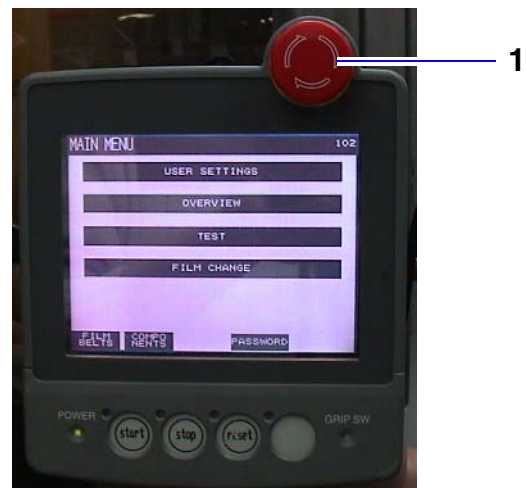 1
MAIN MENU 102
USER SETTINGS
OVERVIEW
TEST
FILM CHANGE
FILM BELTS
COMPO NENTS
PASSWORD
POWER
GRIP SW
start
stop
reset